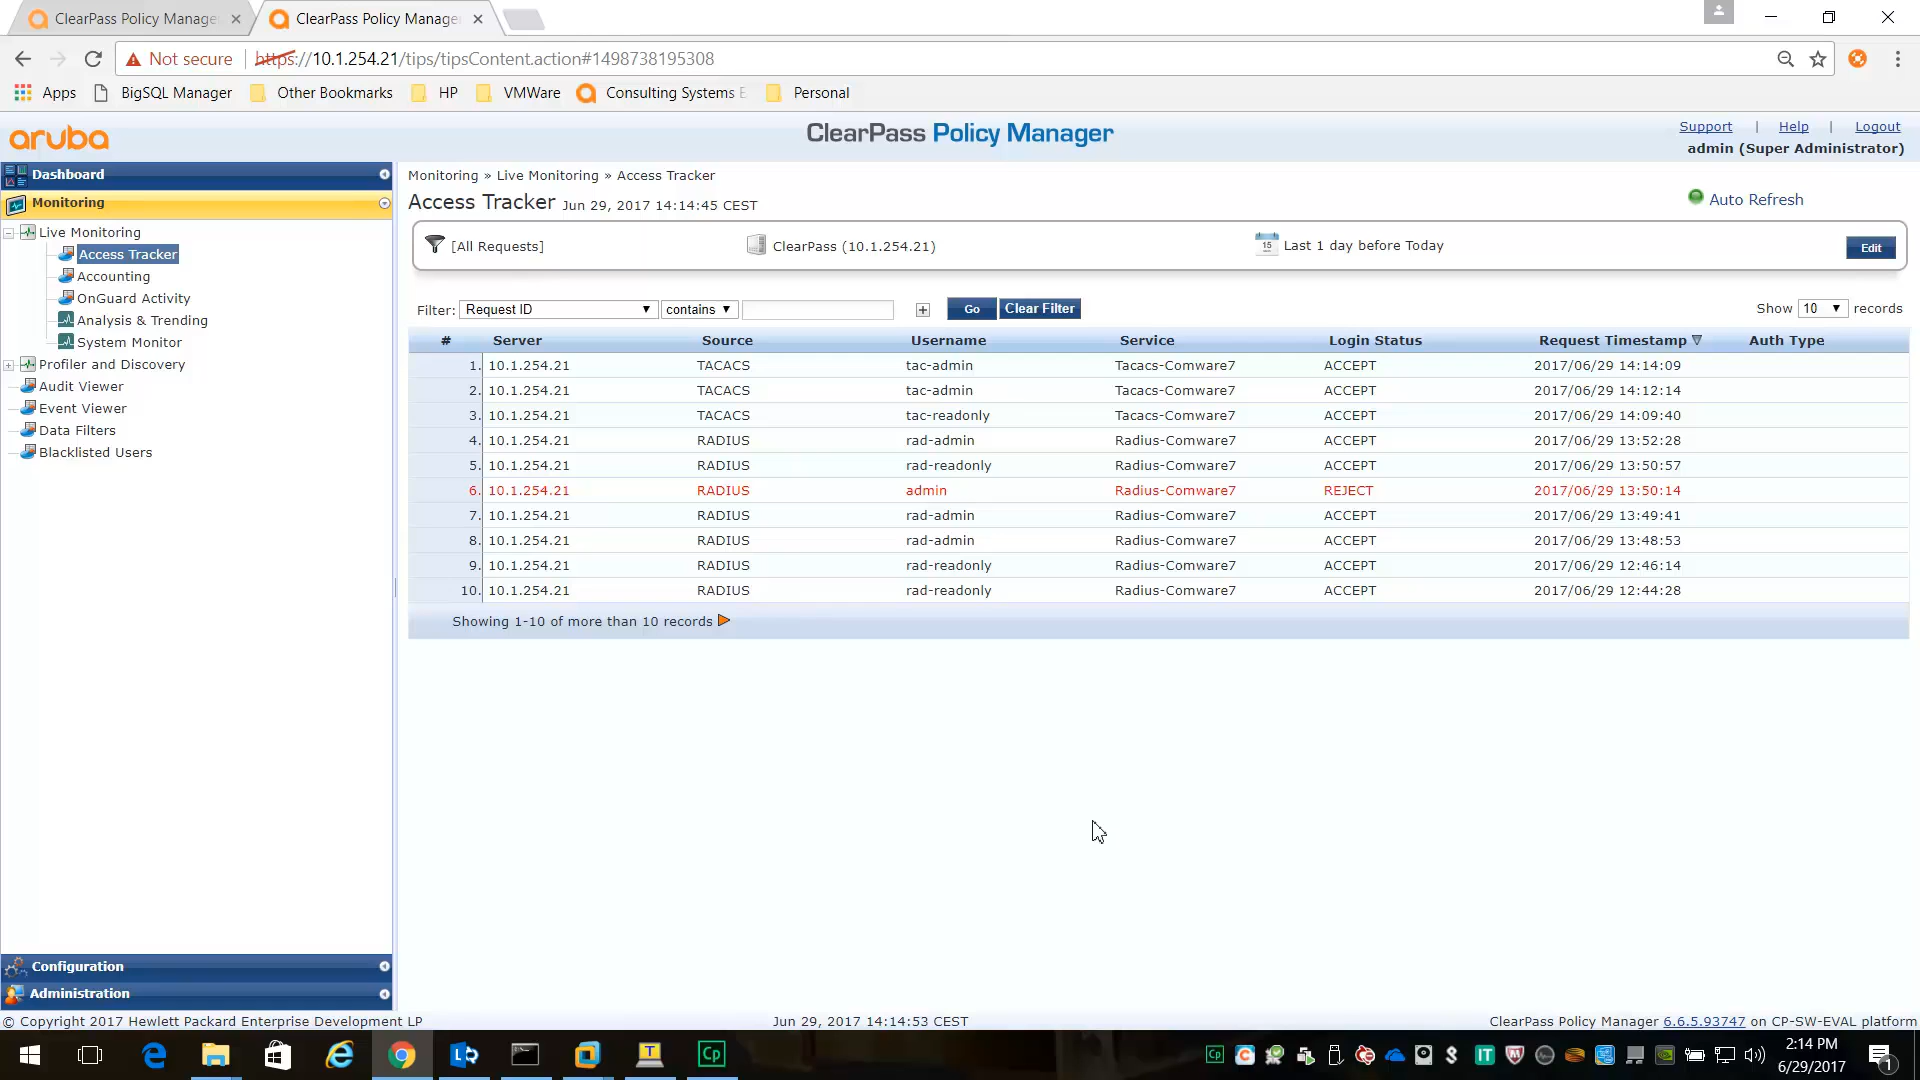 ClearPass Policy Manage
ClearPass Policy Manage
Not secure https://10.1.254.21/tips/tipsContent.action#1498738195308
Apps BigSQL Manager Other Bookmarks HP VMWare Consulting Systems E Personal
aruba
ClearPass Policy Manager
Support | Help | Logout
admin (Super Administrator)
Dashboard
Monitoring
Live Monitoring
Access Tracker
Accounting
OnGuard Activity
Analysis & Trending
System Monitor
Profiler and Discovery
Audit Viewer
Event Viewer
Data Filters
Blacklisted Users
Configuration
Administration
Monitoring » Live Monitoring » Access Tracker
Access Tracker Jun 29, 2017 14:14:45 CEST
Auto Refresh
[All Requests] ClearPass (10.1.254.21) 15 Last 1 day before Today Edit
Filter: Request ID contains + Go Clear Filter Show 10 records
# Server Source Username Service Login Status Request Timestamp Auth Type
1. 10.1.254.21 TACACS tac-admin Tacacs-Comware7 ACCEPT 2017/06/29 14:14:09
2. 10.1.254.21 TACACS tac-admin Tacacs-Comware7 ACCEPT 2017/06/29 14:12:14
3. 10.1.254.21 TACACS tac-readonly Tacacs-Comware7 ACCEPT 2017/06/29 14:09:40
4. 10.1.254.21 RADIUS rad-admin Radius-Comware7 ACCEPT 2017/06/29 13:52:28
5. 10.1.254.21 RADIUS rad-readonly Radius-Comware7 ACCEPT 2017/06/29 13:50:57
6. 10.1.254.21 RADIUS admin Radius-Comware7 REJECT 2017/06/29 13:50:14
7. 10.1.254.21 RADIUS rad-admin Radius-Comware7 ACCEPT 2017/06/29 13:49:41
8. 10.1.254.21 RADIUS rad-admin Radius-Comware7 ACCEPT 2017/06/29 13:48:53
9. 10.1.254.21 RADIUS rad-readonly Radius-Comware7 ACCEPT 2017/06/29 12:46:14
10. 10.1.254.21 RADIUS rad-readonly Radius-Comware7 ACCEPT 2017/06/29 12:44:28
Showing 1-10 of more than 10 records
© Copyright 2017 Hewlett Packard Enterprise Development LP Jun 29, 2017 14:14:53 CEST ClearPass Policy Manager 6.6.5.93747 on CP-SW-EVAL platform
2:14 PM
6/29/2017
1